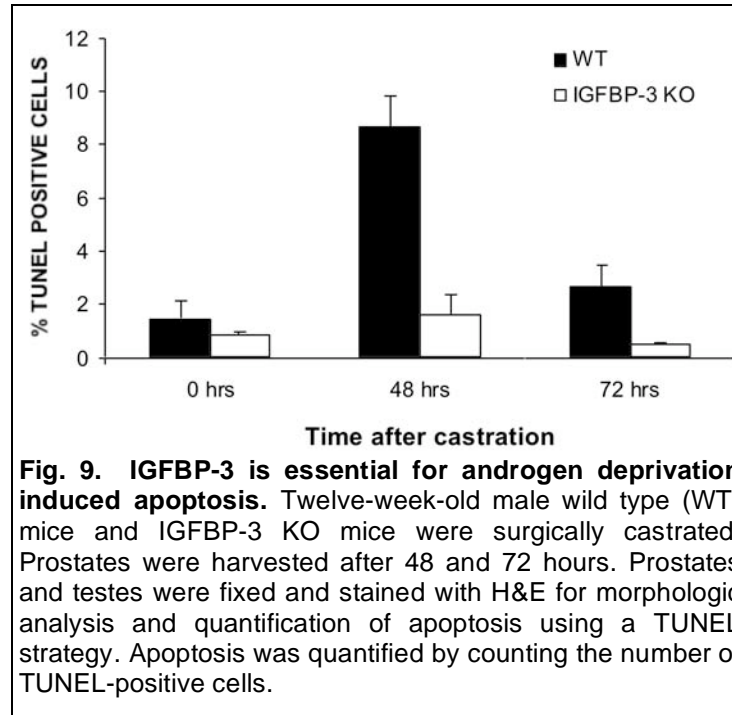 12
WT
IGFBP-3 KO
10
8
6
4
2
0
% TUNEL POSITIVE CELLS
0 hrs 48 hrs 72 hrs
Time after castration
Fig. 9. IGFBP-3 is essential for androgen deprivation
induced apoptosis. Twelve-week-old male wild type (WT
mice and IGFBP-3 KO mice were surgically castrated
Prostates were harvested after 48 and 72 hours. Prostates
and testes were fixed and stained with H&E for morphologic
analysis and quantification of apoptosis using a TUNEL
strategy. Apoptosis was quantified by counting the number o
TUNEL-positive cells.